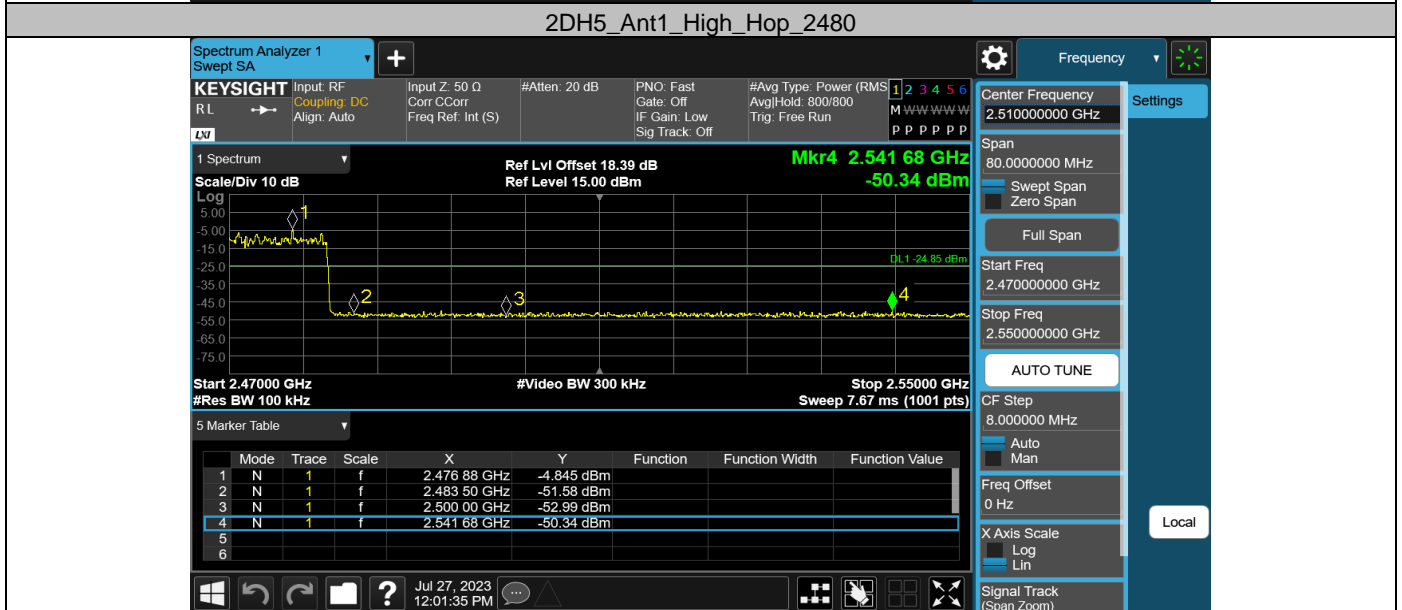 2DH5_Ant1_High_Hop_2480
Spectrum Analyzer 1
Swept SA
+
Frequency
KEYSIGHT
RL
LXI
Input: RF
Coupling: DC
Align: Auto
Input Z: 50 Ω
Corr CCorr
Freq Ref: Int (S)
#Atten: 20 dB
PNO: Fast
Gate: Off
IF Gain: Low
Sig Track: Off
#Avg Type: Power (RMS
Avg|Hold: 800/800
Trig: Free Run
1 2 3 4 5 6
M W W W W W
P P P P P P
Settings
Center Frequency
2.510000000 GHz
Span
80.0000000 MHz
Swept Span
Zero Span
Full Span
Start Freq
2.470000000 GHz
Stop Freq
2.550000000 GHz
AUTO TUNE
CF Step
8.000000 MHz
Auto
Man
Freq Offset
0 Hz
X Axis Scale
Log
Lin
Signal Track
(Span Zoom)
Local
1 Spectrum
Scale/Div 10 dB
Ref Lvl Offset 18.39 dB
Ref Level 15.00 dBm
Mkr4 2.541 68 GHz
-50.34 dBm
Log
5.00
-5.00
-15.0
-25.0
-35.0
-45.0
-55.0
-65.0
-75.0
1
2
3
4
DL1 -24.85 dBm
Start 2.47000 GHz
#Video BW 300 kHz
Stop 2.55000 GHz
#Res BW 100 kHz
Sweep 7.67 ms (1001 pts)
5 Marker Table
Mode Trace Scale X Y Function Function Width Function Value
1 N 1 f 2.476 88 GHz -4.845 dBm
2 N 1 f 2.483 50 GHz -51.58 dBm
3 N 1 f 2.500 00 GHz -52.99 dBm
4 N 1 f 2.541 68 GHz -50.34 dBm
5
6
?
Jul 27, 2023
12:01:35 PM